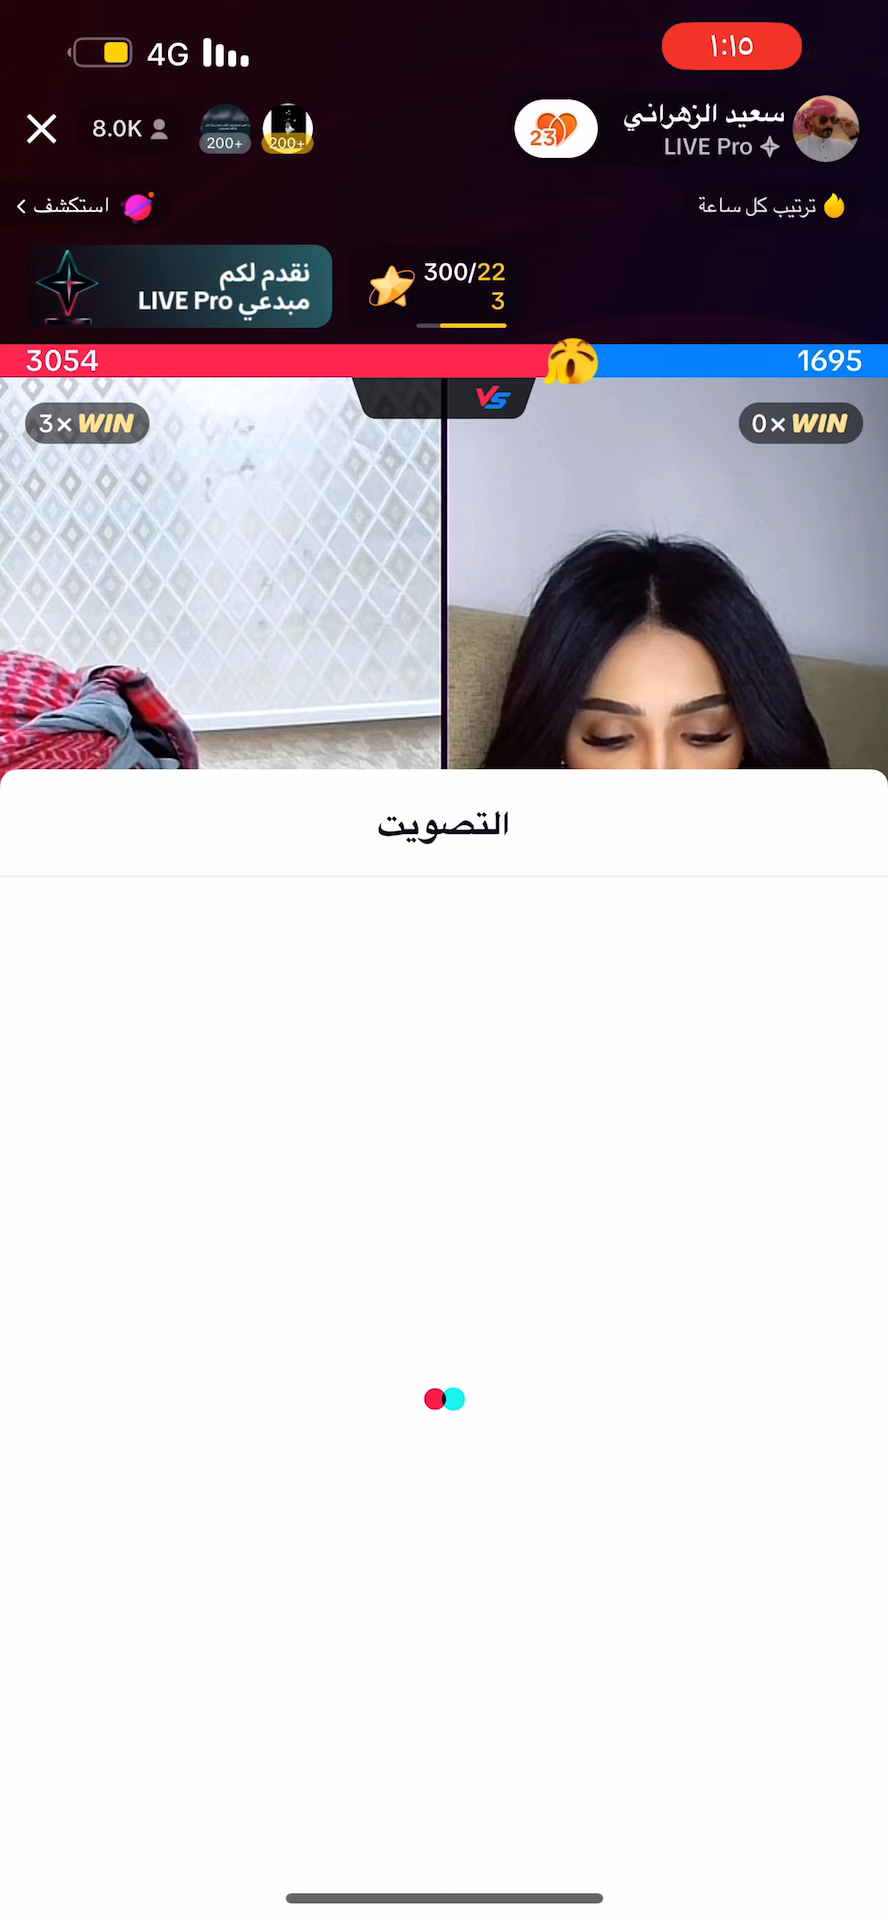 ١:١٥
4G
سعيد الزهراني
LIVE Pro
23
200+
200+
8.0K
ترتيب كل ساعة
استكشف
300/22
3
نقدم لكم
مبدعي LIVE Pro
3054
1695
VS
3× WIN
0× WIN
التصويت